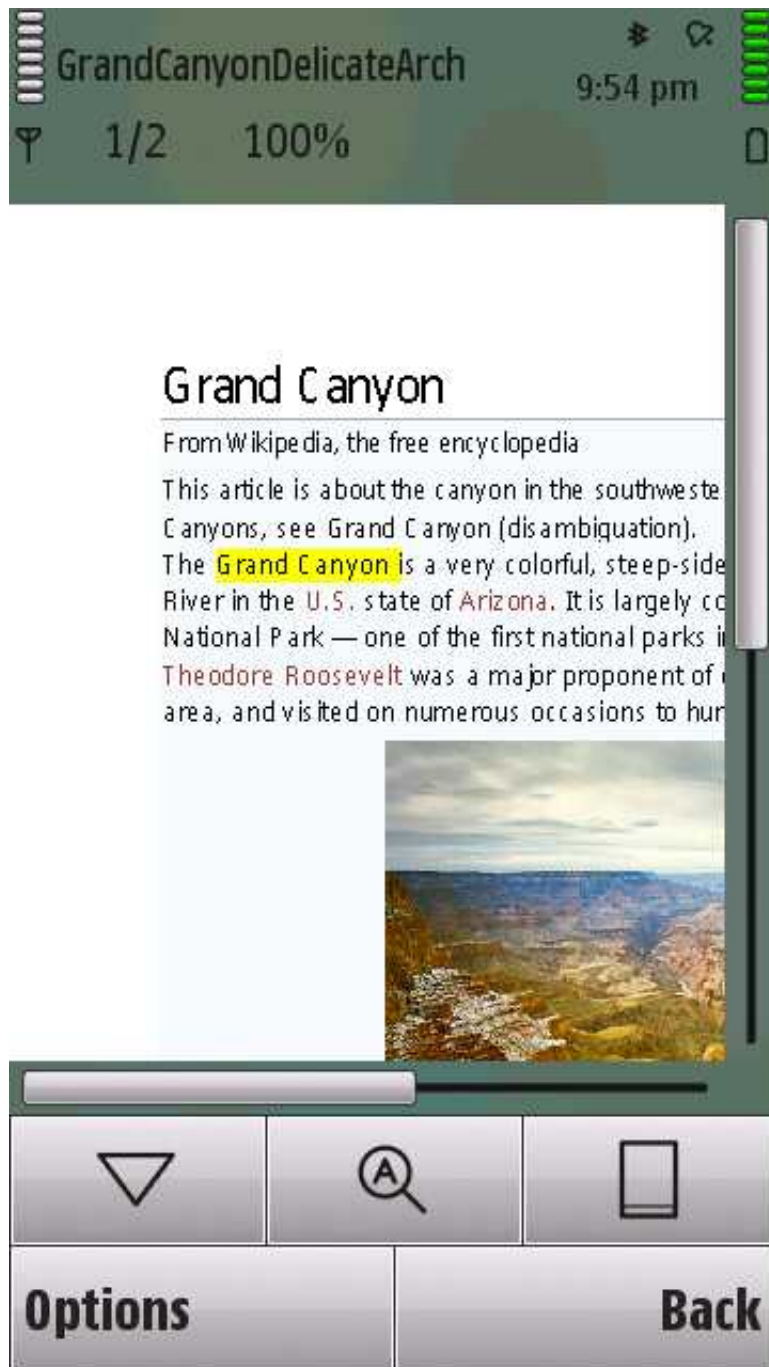 GrandCanyonDelicateArch
9:54 pm
1/2 100%
Grand Canyon
From Wikipedia, the free encyclopedia
This article is about the canyon in the southweste
Canyons, see Grand Canyon (disambiguation).
The Grand Canyon is a very colorful, steep-side
River in the U.S. state of Arizona. It is largely co
National Park — one of the first national parks i
Theodore Roosevelt was a major proponent of
area, and visited on numerous occasions to hun
A
Options Back